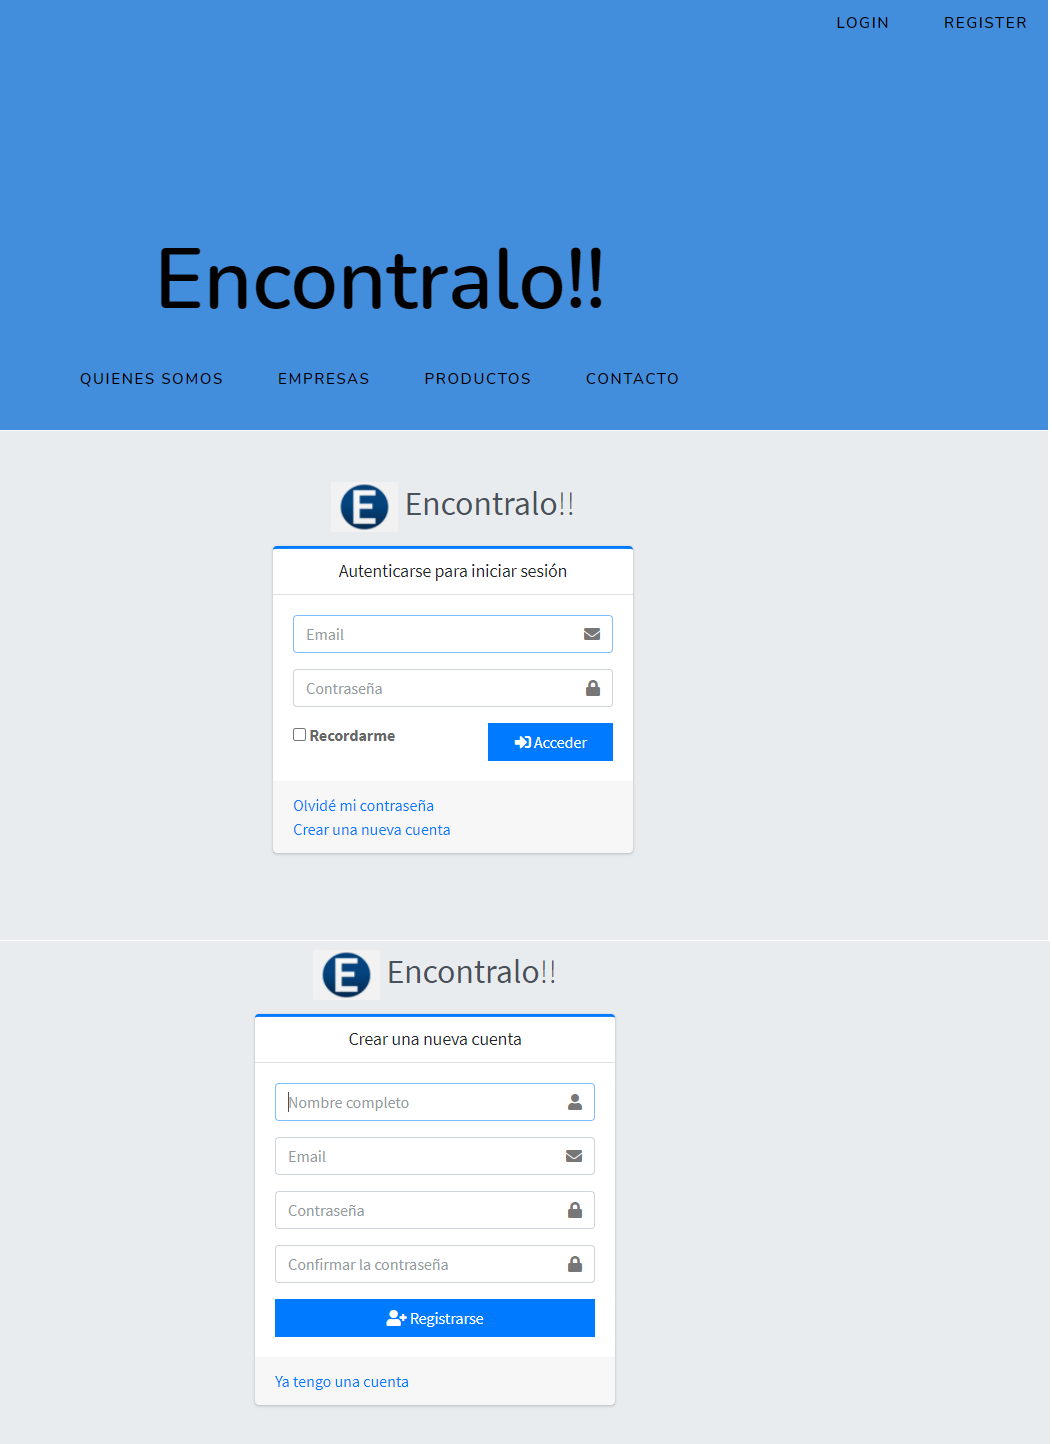 LOGIN REGISTER
Encontralo!!
QUIENES SOMOS EMPRESAS PRODUCTOS CONTACTO
E Encontralo!!
Autenticarse para iniciar sesión
Email
Contraseña
Recordarme Acceder
Olvidé mi contraseña
Crear una nueva cuenta
E Encontralo!!
Crear una nueva cuenta
Nombre completo
Email
Contraseña
Confirmar la contraseña
Registrarse
Ya tengo una cuenta